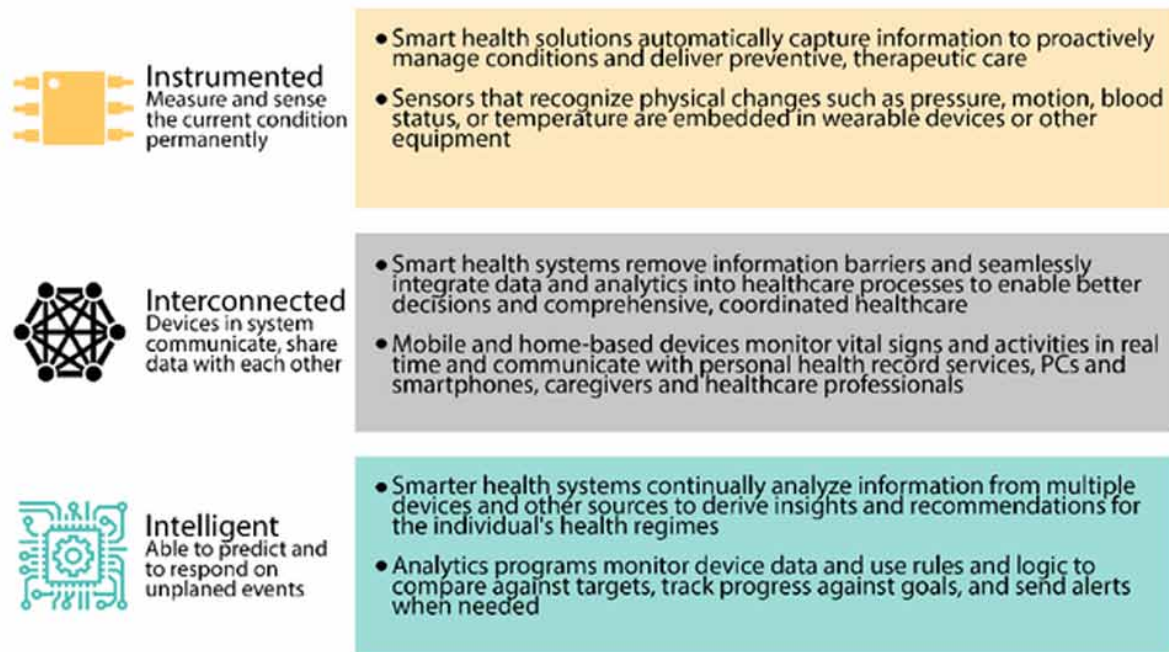 Instrumented
Measure and sense
the current condition
permanently
• Smart health solutions automatically capture information to proactively
manage conditions and deliver preventive, therapeutic care
• Sensors that recognize physical changes such as pressure, motion, blood
status, or temperature are embedded in wearable devices or other
equipment
Interconnected
Devices in system
communicate, share
data with each other
• Smart health systems remove information barriers and seamlessly
integrate data and analytics into healthcare processes to enable better
decisions and comprehensive, coordinated healthcare
• Mobile and home-based devices monitor vital signs and activities in real
time and communicate with personal health record services, PCs and
smartphones, caregivers and healthcare professionals
Intelligent
Able to predict and
to respond on
unplaned events
• Smarter health systems continually analyze information from multiple
devices and other sources to derive insights and recommendations for
the individual's health regimes
• Analytics programs monitor device data and use rules and logic to
compare against targets, track progress against goals, and send alerts
when needed